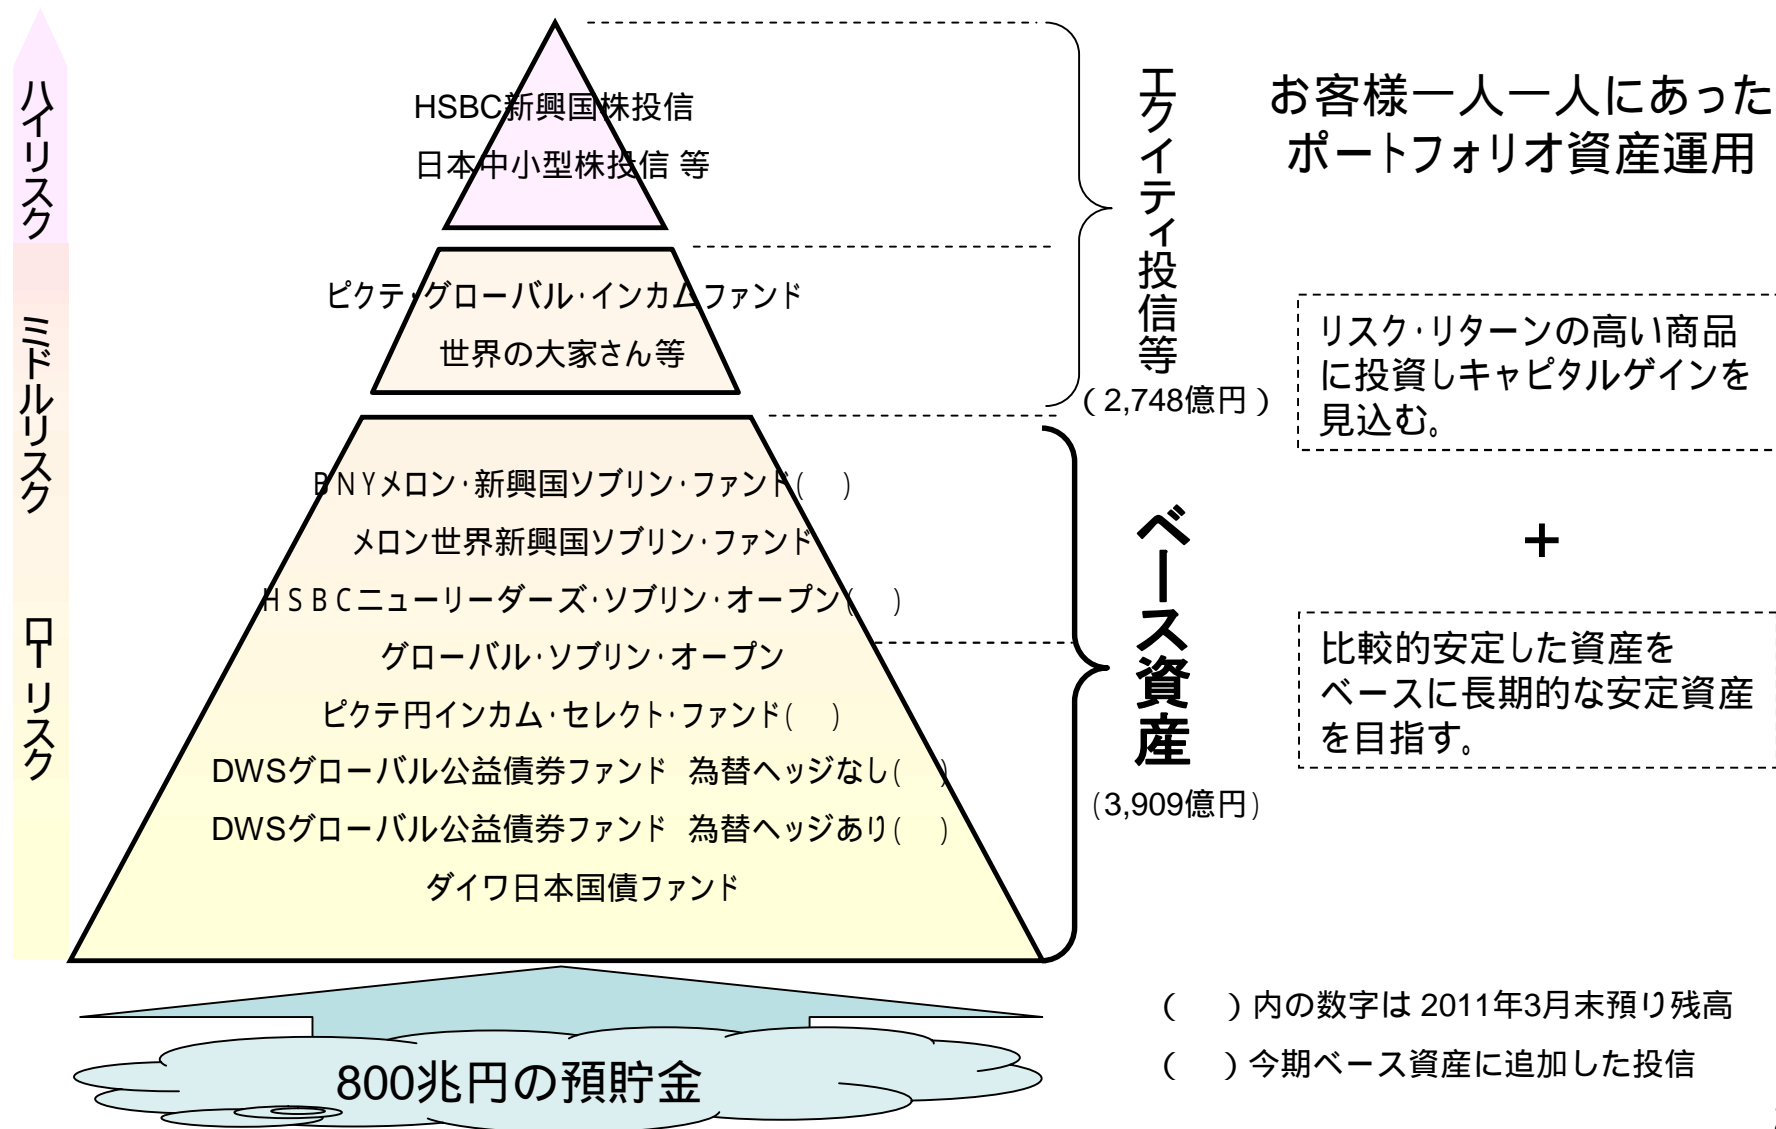 ハイリスク
ミドルリスク
ローリスク
HSBC新興国株投信
日本中小型株投信 等
ピクテ・グローバル・インカムファンド
世界の大家さん等
BNYメロン・新興国ソブリン・ファンド(　)
メロン世界新興国ソブリン・ファンド
HSBCニューリーダーズ・ソブリン・オープン(　)
グローバル・ソブリン・オープン
ピクテ円インカム・セレクト・ファンド(　)
DWSグローバル公益債券ファンド 為替ヘッジなし(　)
DWSグローバル公益債券ファンド 為替ヘッジあり(　)
ダイワ日本国債ファンド
800兆円の預貯金
エクイティ投信等
(2,748億円)
ベース資産
(3,909億円)
お客様一人一人にあった
ポートフォリオ資産運用
リスク・リターンの高い商品
に投資しキャピタルゲインを
見込む。
+
比較的安定した資産を
ベースに長期的な安定資産
を目指す。
(　)内の数字は 2011年3月末預り残高
(　)今期ベース資産に追加した投信